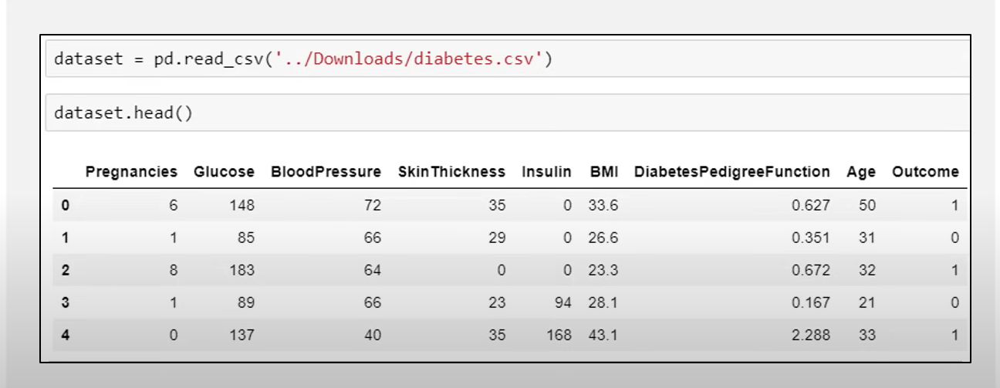 dataset = pd.read_csv('../Downloads/diabetes.csv')
dataset.head()
Pregnancies Glucose BloodPressure SkinThickness Insulin BMI DiabetesPedigreeFunction Age Outcome
0 6 148 72 35 0 33.6 0.627 50 1
1 1 85 66 29 0 26.6 0.351 31 0
2 8 183 64 0 0 23.3 0.672 32 1
3 1 89 66 23 94 28.1 0.167 21 0
4 0 137 40 35 168 43.1 2.288 33 1